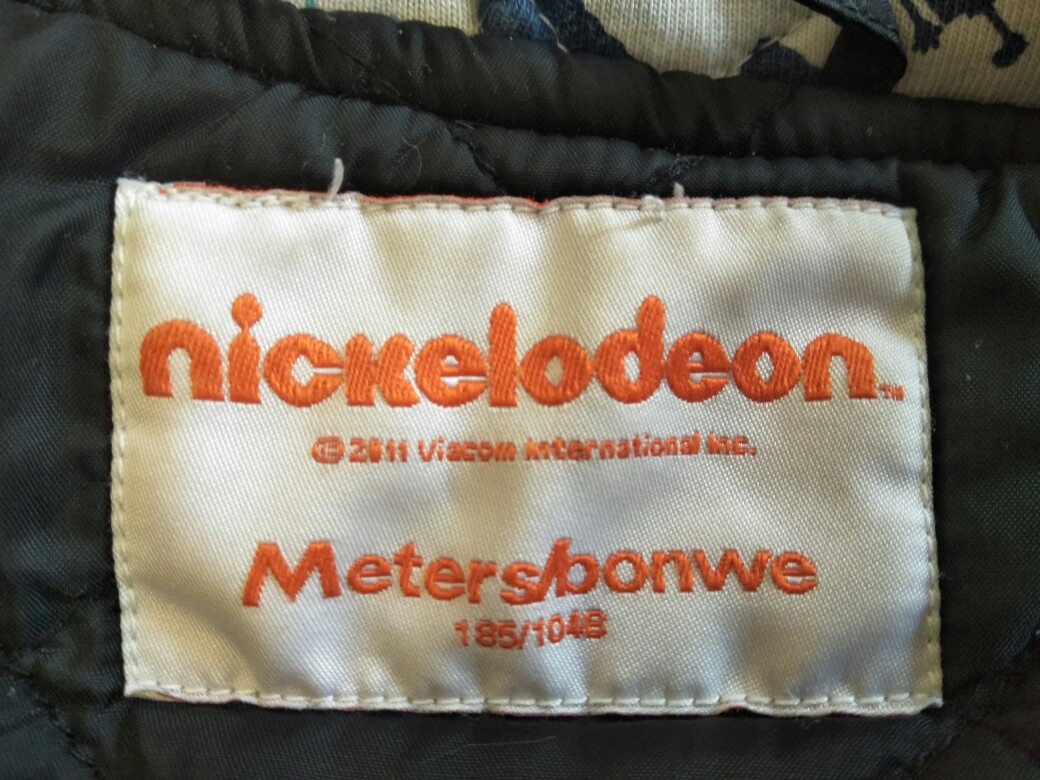 nickelodeon™
© 2011 Viacom International Inc.
Meters/bonwe
185/104B